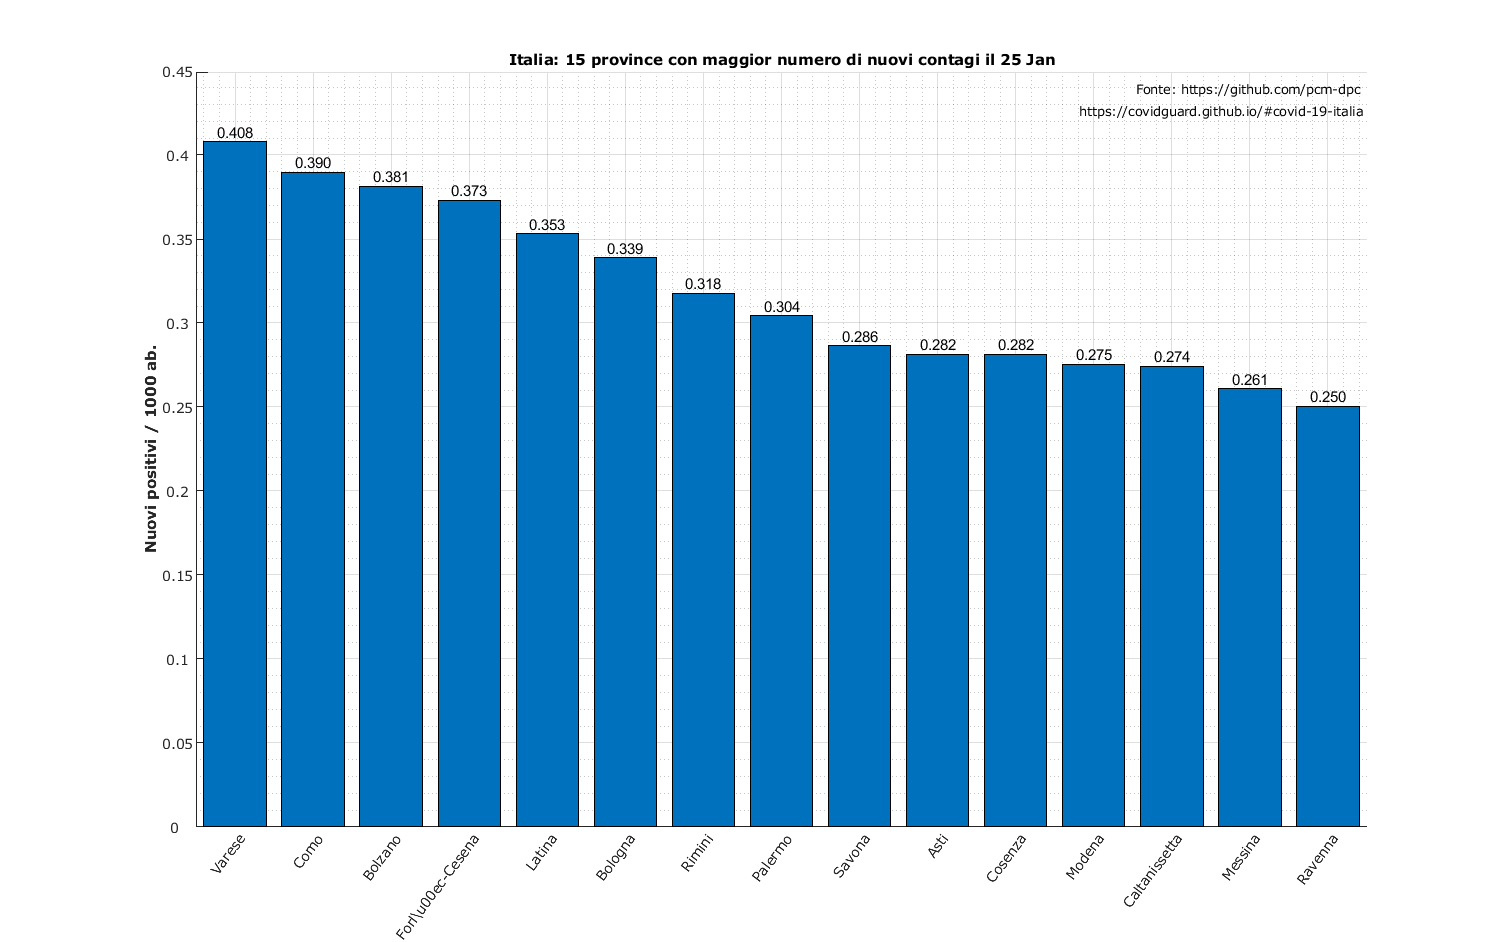 Italia: 15 province con maggior numero di nuovi contagi il 25 Jan
Fonte: https://github.com/pcm-dpc
https://covidguard.github.io/#covid-19-italia
Nuovi positivi / 1000 ab.
0.45
0.4
0.35
0.3
0.25
0.2
0.15
0.1
0.05
0
0.408
0.390
0.381
0.373
0.353
0.339
0.318
0.304
0.286
0.282
0.282
0.275
0.274
0.261
0.250
Varese
Como
Bolzano
Forl\u00ec-Cesena
Latina
Bologna
Rimini
Palermo
Savona
Asti
Cosenza
Modena
Caltanissetta
Messina
Ravenna